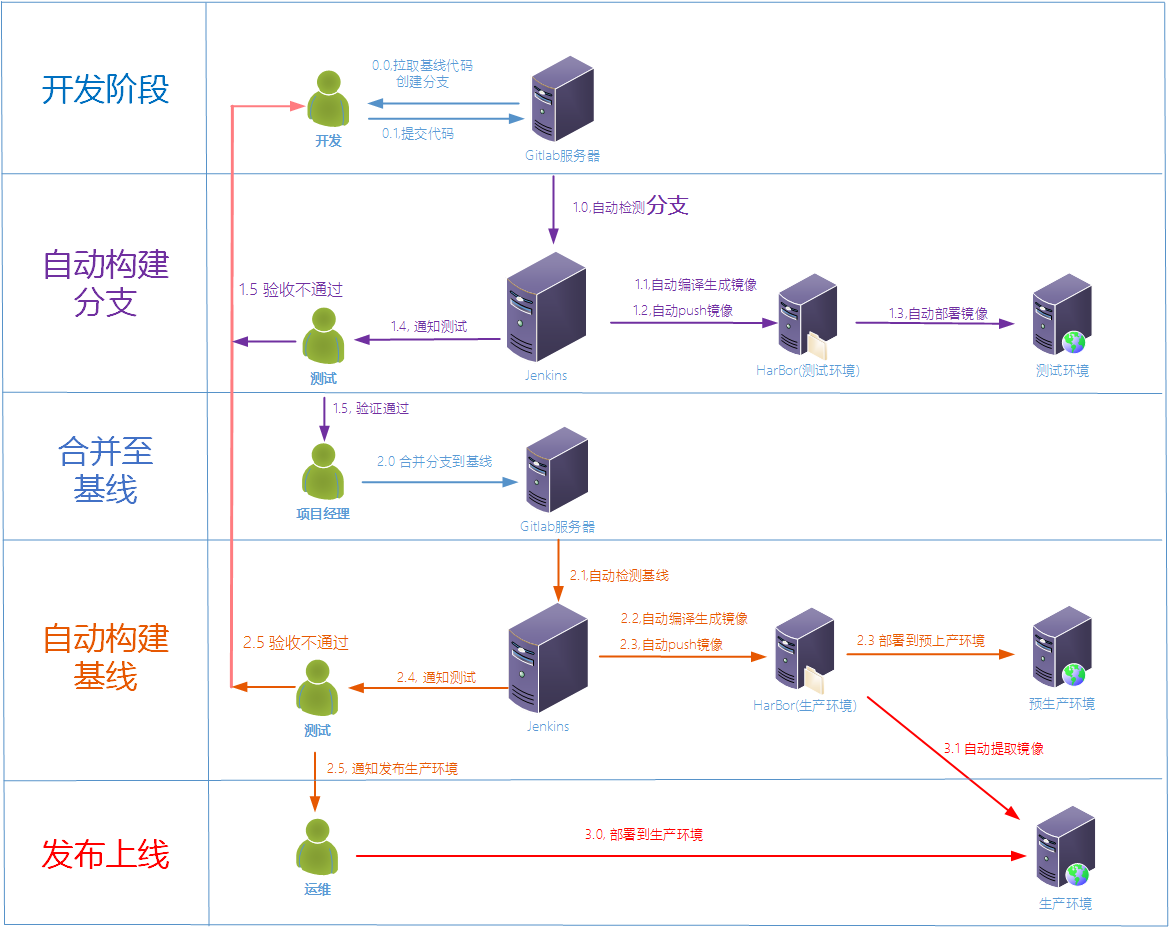 开发阶段
0.0,拉取基线代码
创建分支
0.1,提交代码
开发
Gitlab服务器
1.0,自动检测分支
自动构建
分支
1.5 验收不通过
1.4, 通知测试
1.1,自动编译生成镜像
1.2,自动push镜像
1.3,自动部署镜像
测试
Jenkins
HarBor(测试环境)
测试环境
1.5, 验证通过
合并至
基线
2.0 合并分支到基线
项目经理
Gitlab服务器
2.1,自动检测基线
自动构建
基线
2.5 验收不通过
2.4, 通知测试
2.2,自动编译生成镜像
2.3,自动push镜像
2.3 部署到预上产环境
测试
Jenkins
HarBor(生产环境)
预生产环境
3.1 自动提取镜像
2.5, 通知发布生产环境
发布上线
3.0, 部署到生产环境
运维
生产环境